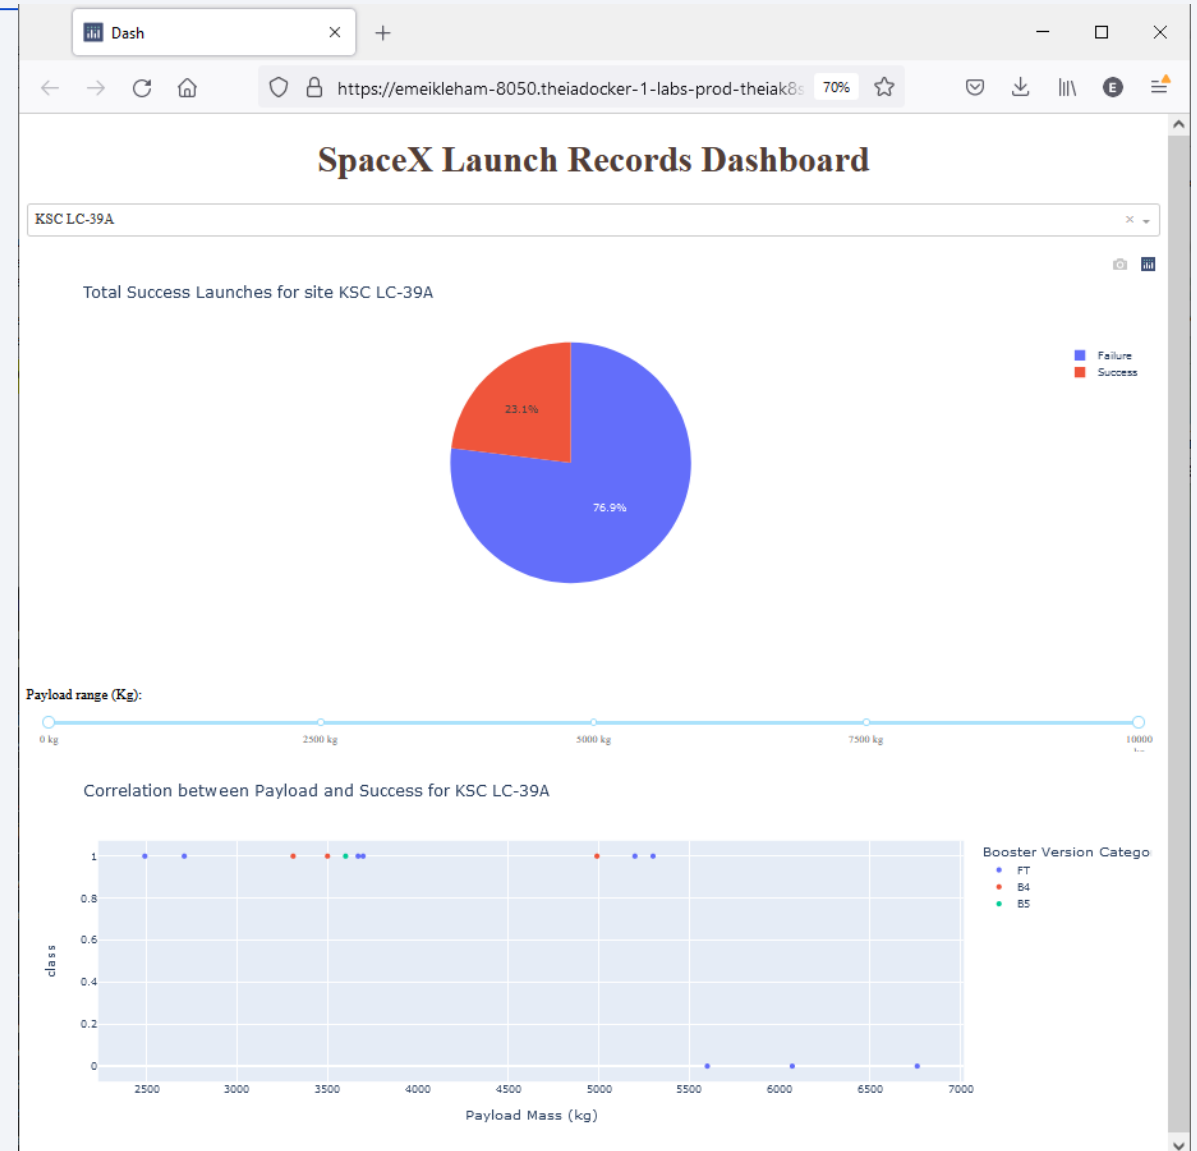 Dash
https://emeikleham-8050.theiadocker-1-labs-prod-theiak8s
70%
E
SpaceX Launch Records Dashboard
KSC LC-39A
Total Success Launches for site KSC LC-39A
Failure
Success
23.1%
76.9%
Payload range (Kg):
0 kg 2500 kg 5000 kg 7500 kg 10000
Correlation between Payload and Success for KSC LC-39A
Booster Version Catego
FT
B4
B5
1
0.8
0.6
0.4
0.2
0
class
2500 3000 3500 4000 4500 5000 5500 6000 6500 7000
Payload Mass (kg)